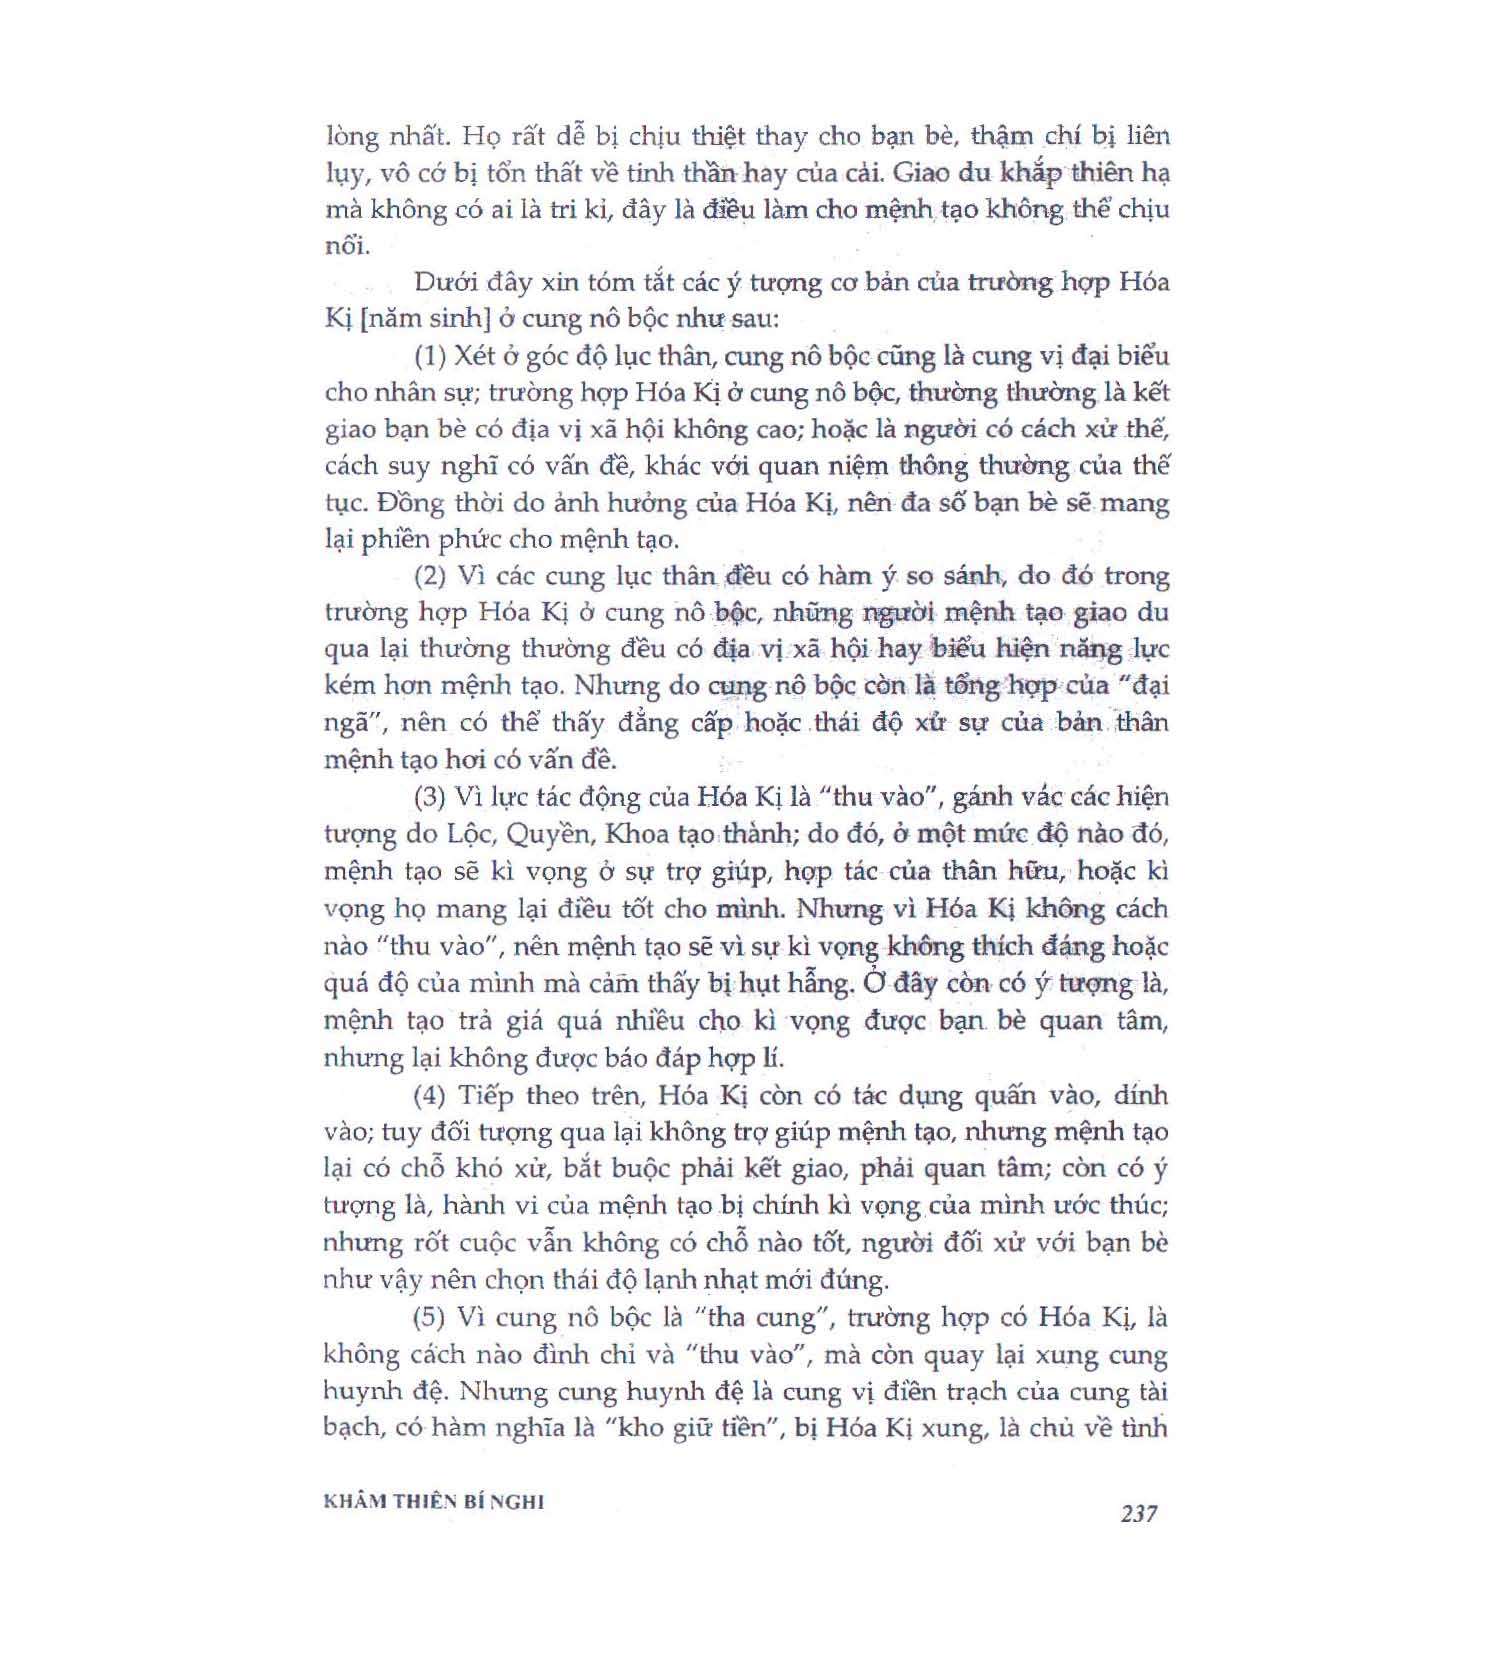 lòng nhất. Họ rất dễ bị chịu thiệt thay cho bạn bè, thậm chí bị liên
lụy, vô cớ bị tổn thất về tinh thần hay của cải. Giao du khắp thiên hạ
mà không có ai là tri kỉ, đây là điều làm cho mệnh tạo không thể chịu
nổi.
Dưới đây xin tóm tắt các ý tượng cơ bản của trường hợp Hóa
Kị [năm sinh] ở cung nô bộc như sau:
(1) Xét ở góc độ lục thân, cung nô bộc cũng là cung vị đại biểu
cho nhân sự; trường hợp Hóa Kị ở cung nô bộc, thường thường là kết
giao bạn bè có địa vị xã hội không cao; hoặc là người có cách xử thế,
cách suy nghĩ có vấn đề, khác với quan niệm thông thường của thế
tục. Đồng thời do ảnh hưởng của Hóa Kị, nên đa số bạn bè sẽ mang
lại phiền phức cho mệnh tạo.
(2) Vì các cung lục thân đều có hàm ý so sánh, do đó trong
trường hợp Hóa Kị ở cung nô bộc, những người mệnh tạo giao du
qua lại thường thường đều có địa vị xã hội hay biểu hiện năng lực
kém hơn mệnh tạo. Nhưng do cung nô bộc còn là tổng hợp của "đại
ngã", nên có thể thấy đẳng cấp hoặc thái độ xử sự của bản thân
mệnh tạo hơi có vấn đề.
(3) Vì lực tác động của Hóa Kị là "thu vào", gánh vác các hiện
tượng do Lộc, Quyền, Khoa tạo thành; do đó, ở một mức độ nào đó,
mệnh tạo sẽ kì vọng ở sự trợ giúp, hợp tác của thân hữu, hoặc kì
vọng họ mang lại điều tốt cho mình. Nhưng vì Hóa Kị không cách
nào "thu vào", nên mệnh tạo sẽ vì sự kì vọng không thích đáng hoặc
quá độ của mình mà cảm thấy bị hụt hẫng. Ở đây còn có ý tượng là,
mệnh tạo trả giá quá nhiều cho kì vọng được bạn bè quan tâm,
nhưng lại không được báo đáp hợp lí.
(4) Tiếp theo trên, Hóa Kị còn có tác dụng quấn vào, dính
vào; tuy đối tượng qua lại không trợ giúp mệnh tạo, nhưng mệnh tạo
lại có chỗ khó xử, bắt buộc phải kết giao, phải quan tâm; còn có ý
tượng là, hành vi của mệnh tạo bị chính kì vọng của mình ước thúc;
nhưng rốt cuộc vẫn không có chỗ nào tốt, người đối xử với bạn bè
như vậy nên chọn thái độ lạnh nhạt mới đúng.
(5) Vì cung nô bộc là "tha cung", trường hợp có Hóa Kị, là
không cách nào đình chỉ và "thu vào", mà còn quay lại xung cung
huynh đệ. Nhưng cung huynh đệ là cung vị điền trạch của cung tài
bạch, có hàm nghĩa là "kho giữ tiền", bị Hóa Kị xung, là chủ về tình
KHÂM THIÊN BÍ NGHI
237